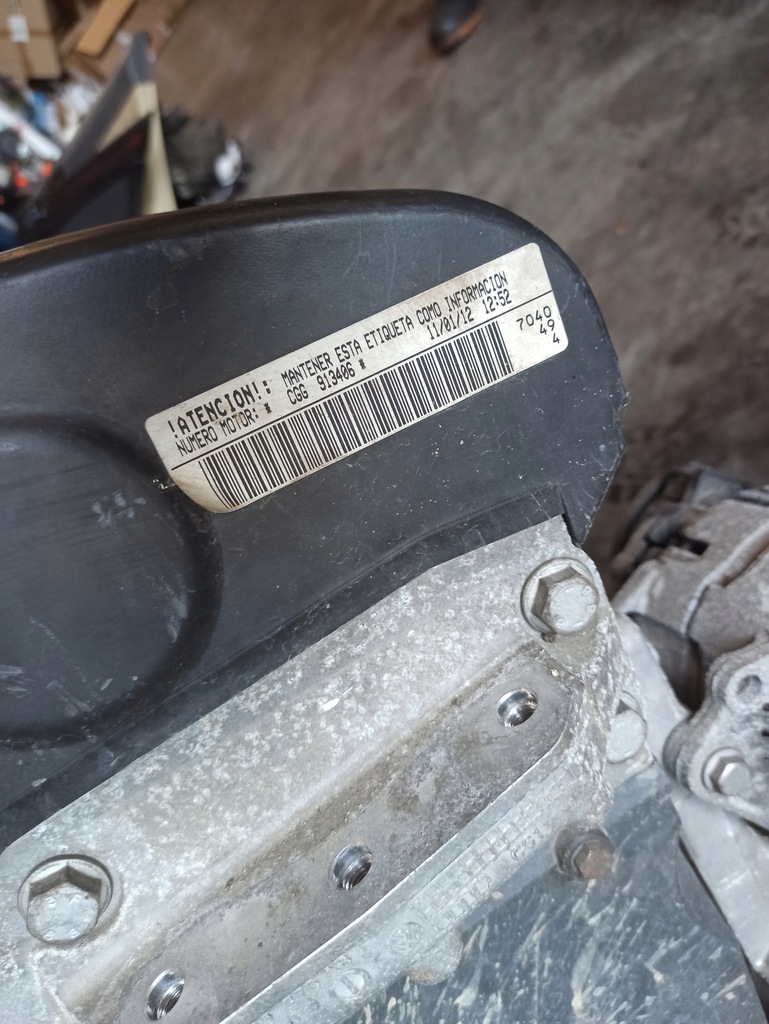 !ATENCION!: MANTENER ESTA ETIQUETA COMO INFORMACION
NUMERO MOTOR: * CGG 913406 * 11/01/12 12:52
7040
49
4